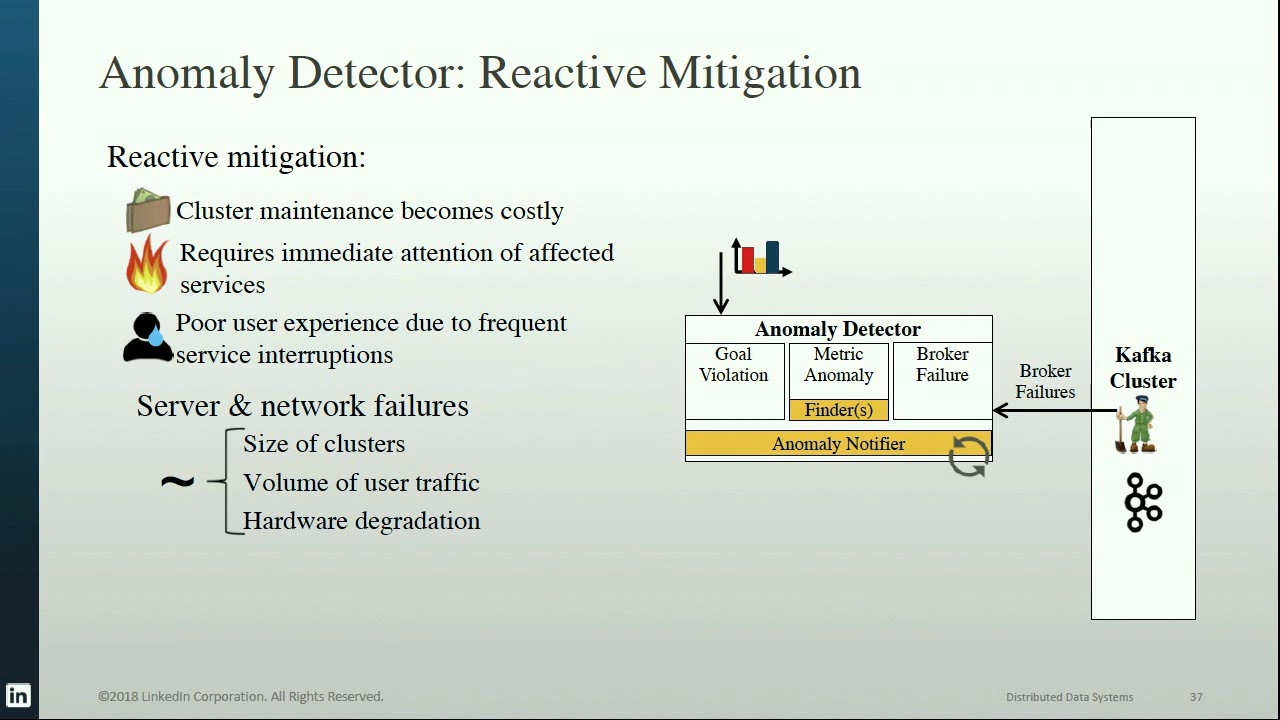 Anomaly Detector: Reactive Mitigation
Reactive mitigation:
Cluster maintenance becomes costly
Requires immediate attention of affected
services
Poor user experience due to frequent
service interruptions
Server & network failures
~
Size of clusters
Volume of user traffic
Hardware degradation
Anomaly Detector
Goal
Violation
Metric
Anomaly
Finder(s)
Broker
Failure
Anomaly Notifier
Broker
Failures
Kafka
Cluster
in
©2018 LinkedIn Corporation. All Rights Reserved.
Distributed Data Systems
37